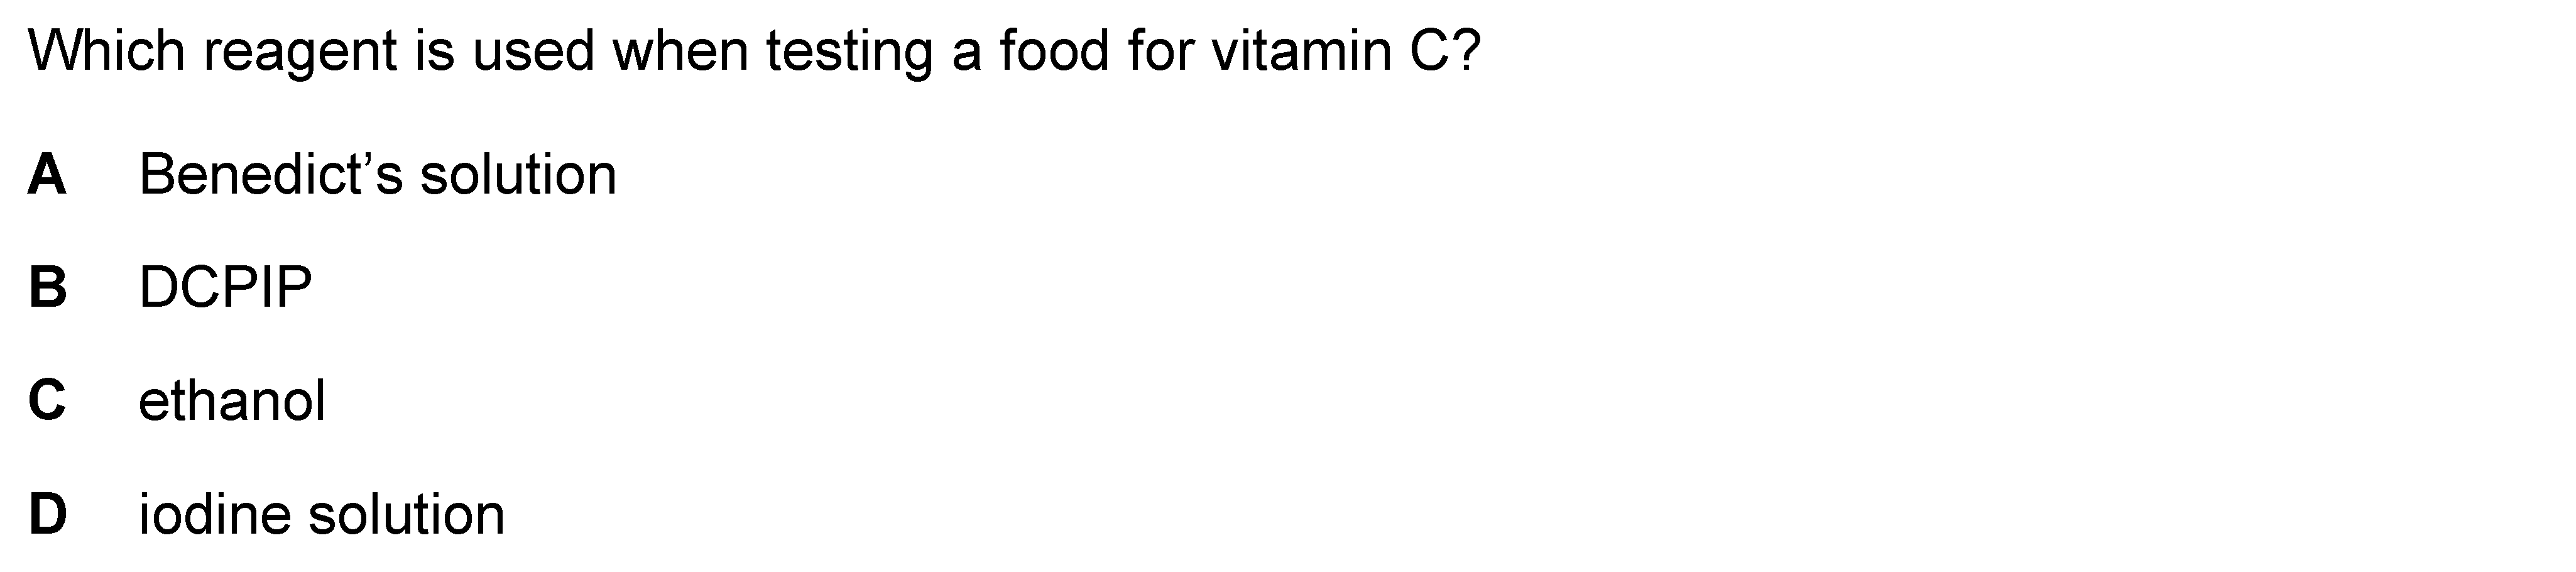 Which reagent is used when testing a food for vitamin C?
A Benedict’s solution
B DCPIP
C ethanol
D iodine solution